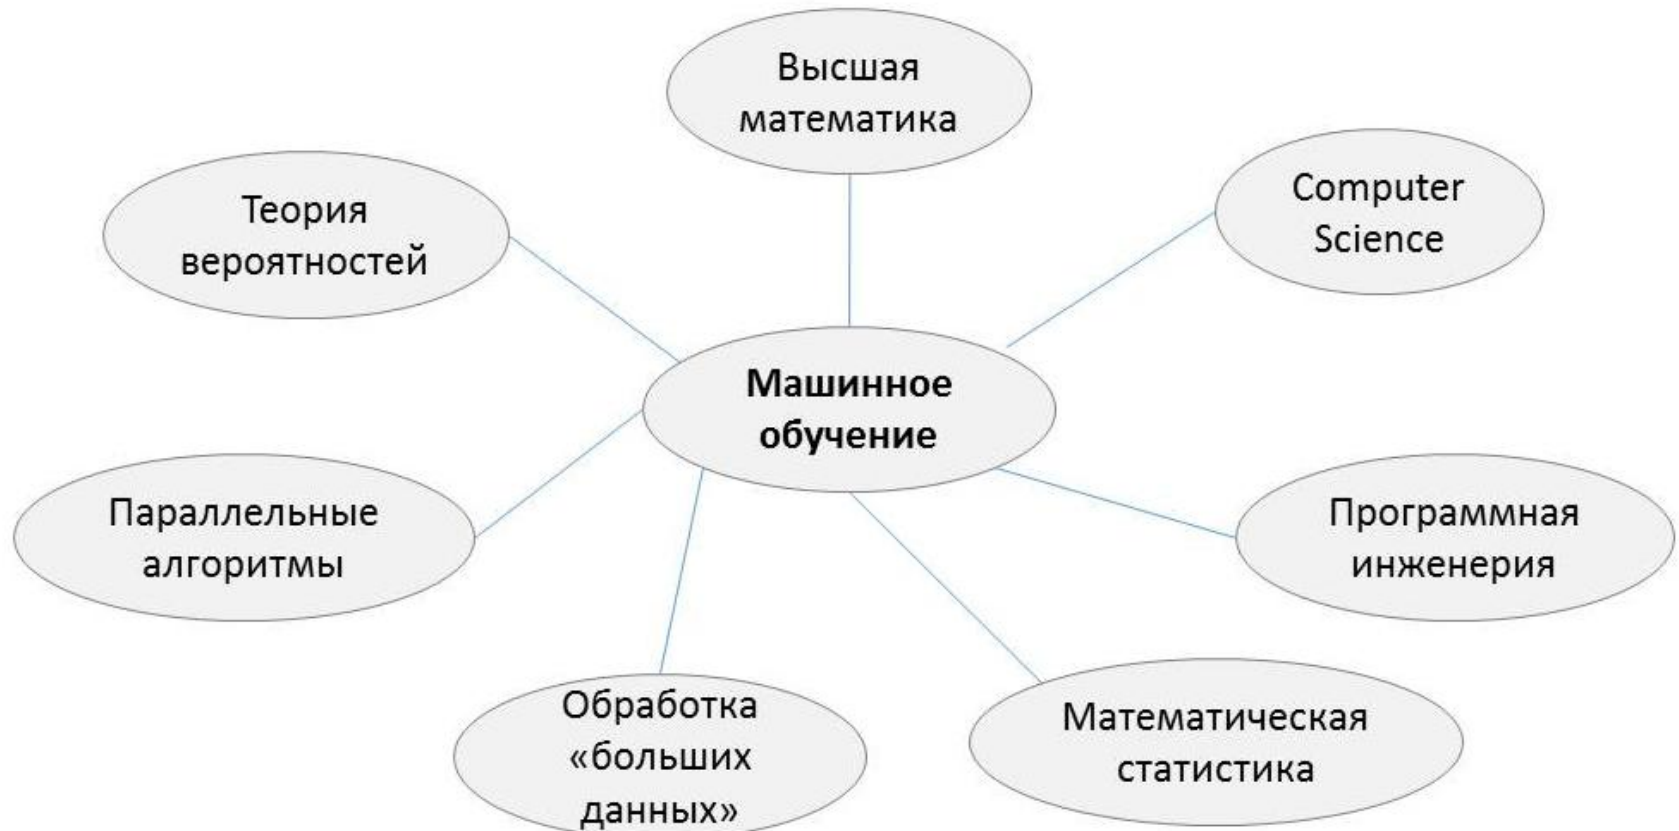 Высшая
математика
Computer
Science
Теория
вероятностей
Машинное
обучение
Параллельные
алгоритмы
Программная
инженерия
Обработка
«больших
данных»
Математическая
статистика